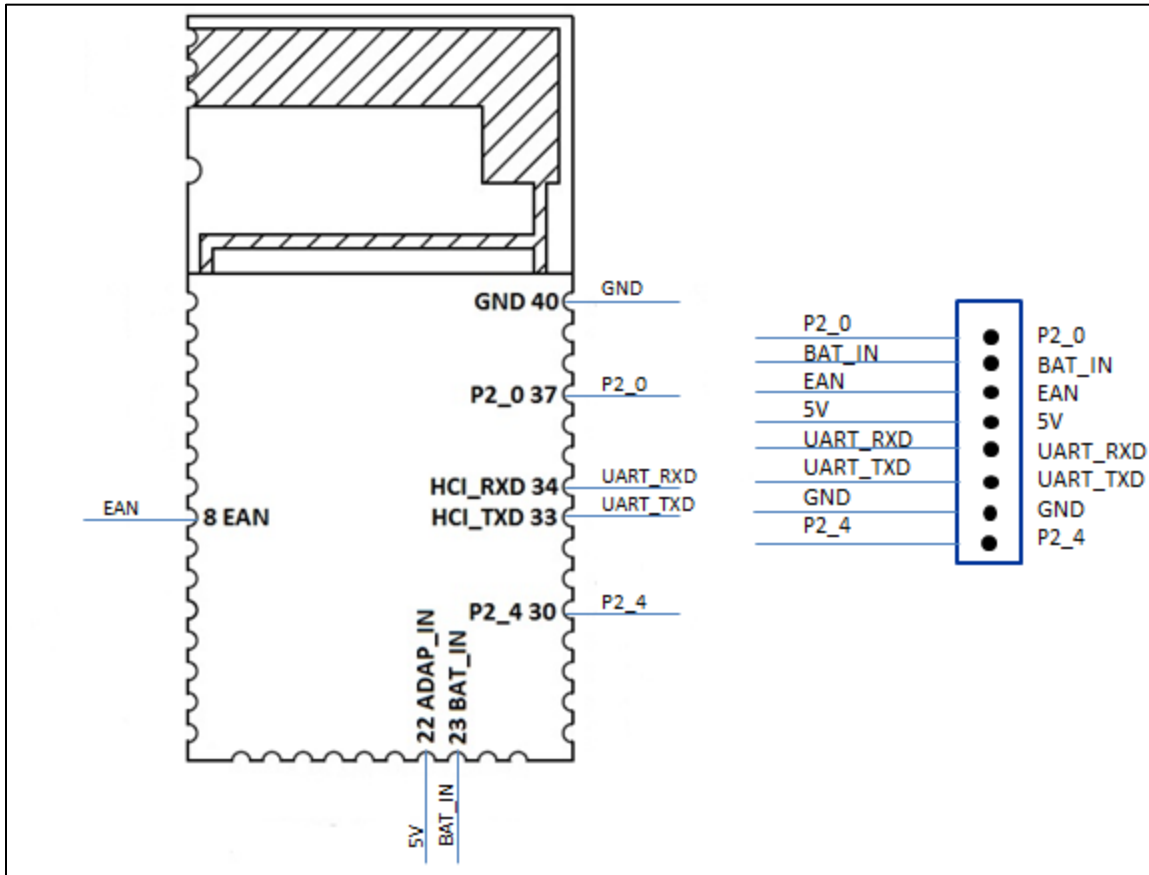 GND 40
GND
P2_0 37
P2_0
HCI_RXD 34
UART_RXD
HCI_TXD 33
UART_TXD
EAN
8 EAN
P2_4 30
P2_4
22 ADAP_IN
23 BAT_IN
5V
BAT_IN
P2_0
BAT_IN
EAN
5V
UART_RXD
UART_TXD
GND
P2_4
P2_0
BAT_IN
EAN
5V
UART_RXD
UART_TXD
GND
P2_4